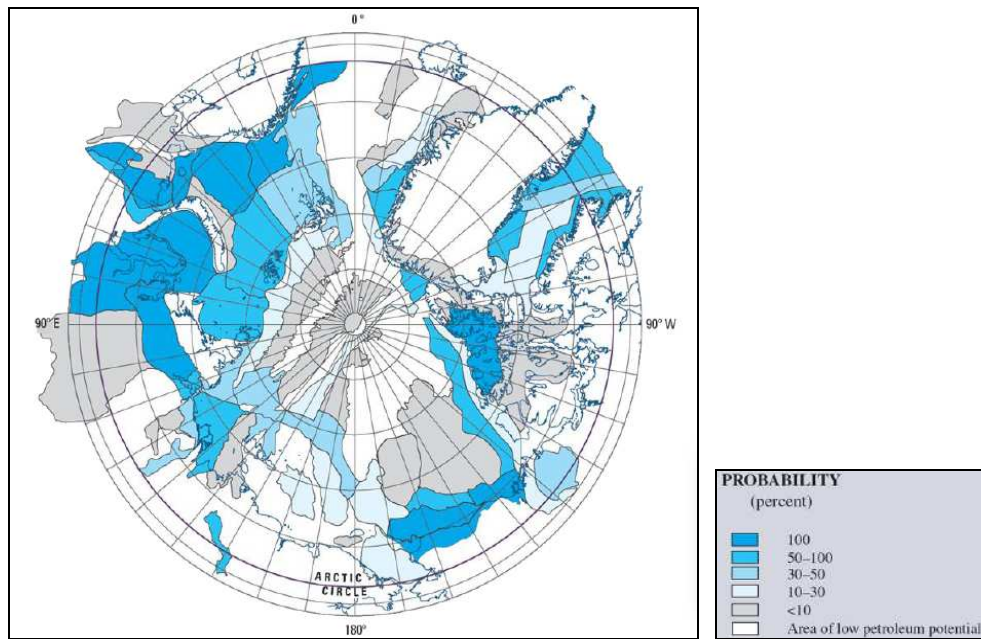 0°
90° E
90° W
ARCTIC
CIRCLE
180°
PROBABILITY
(percent)
100
50–100
30–50
10–30
<10
Area of low petroleum potential